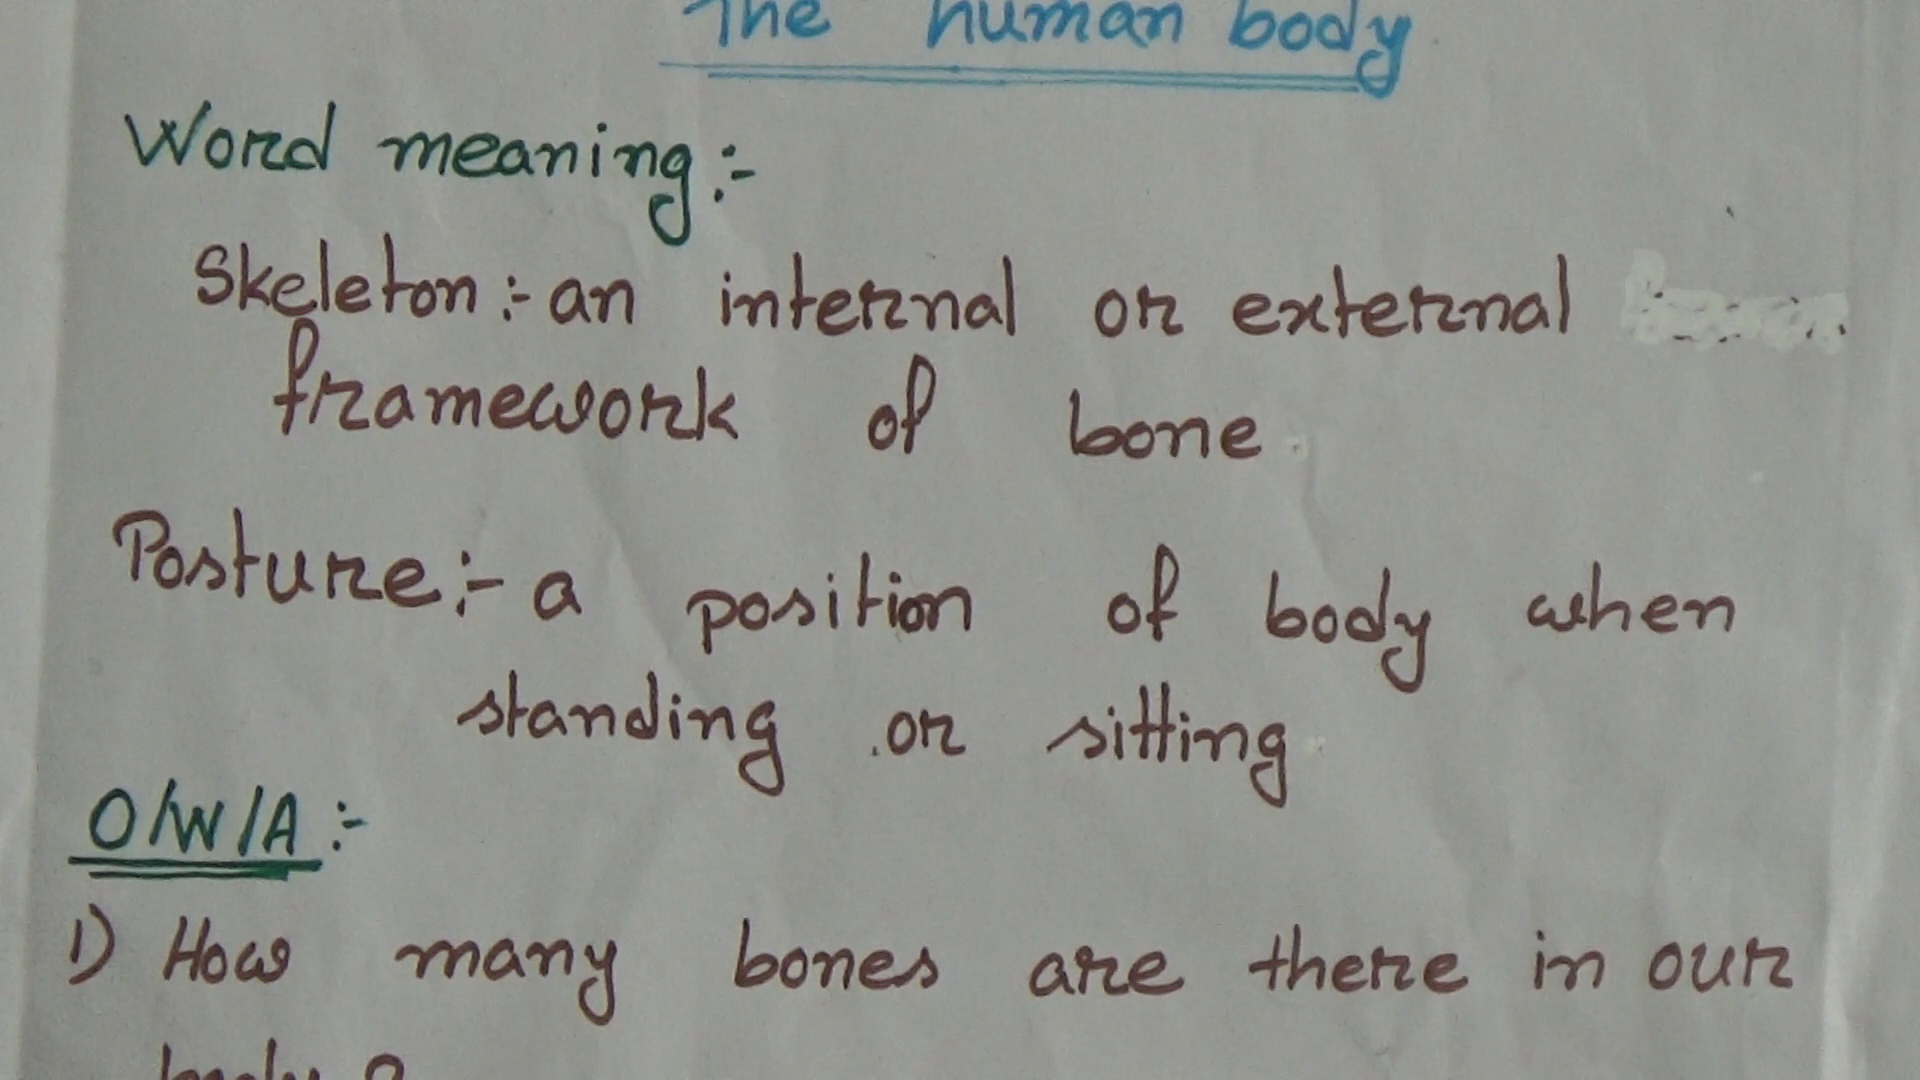 The human body
Word meaning:-
Skeleton:- an internal or external
framework of bone
Posture:- a position of body when
standing or sitting
O/W/A:-
1) How many bones are there in our
body?